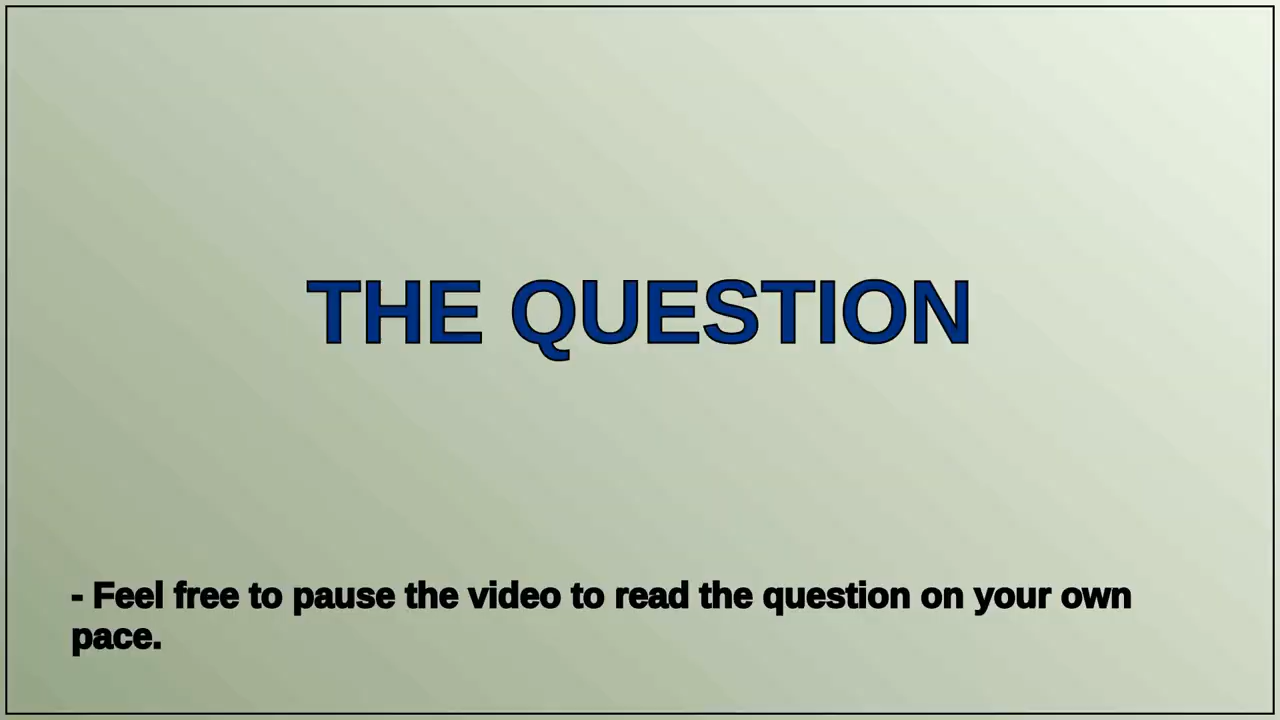 THE QUESTION
- Feel free to pause the video to read the question on your own
pace.